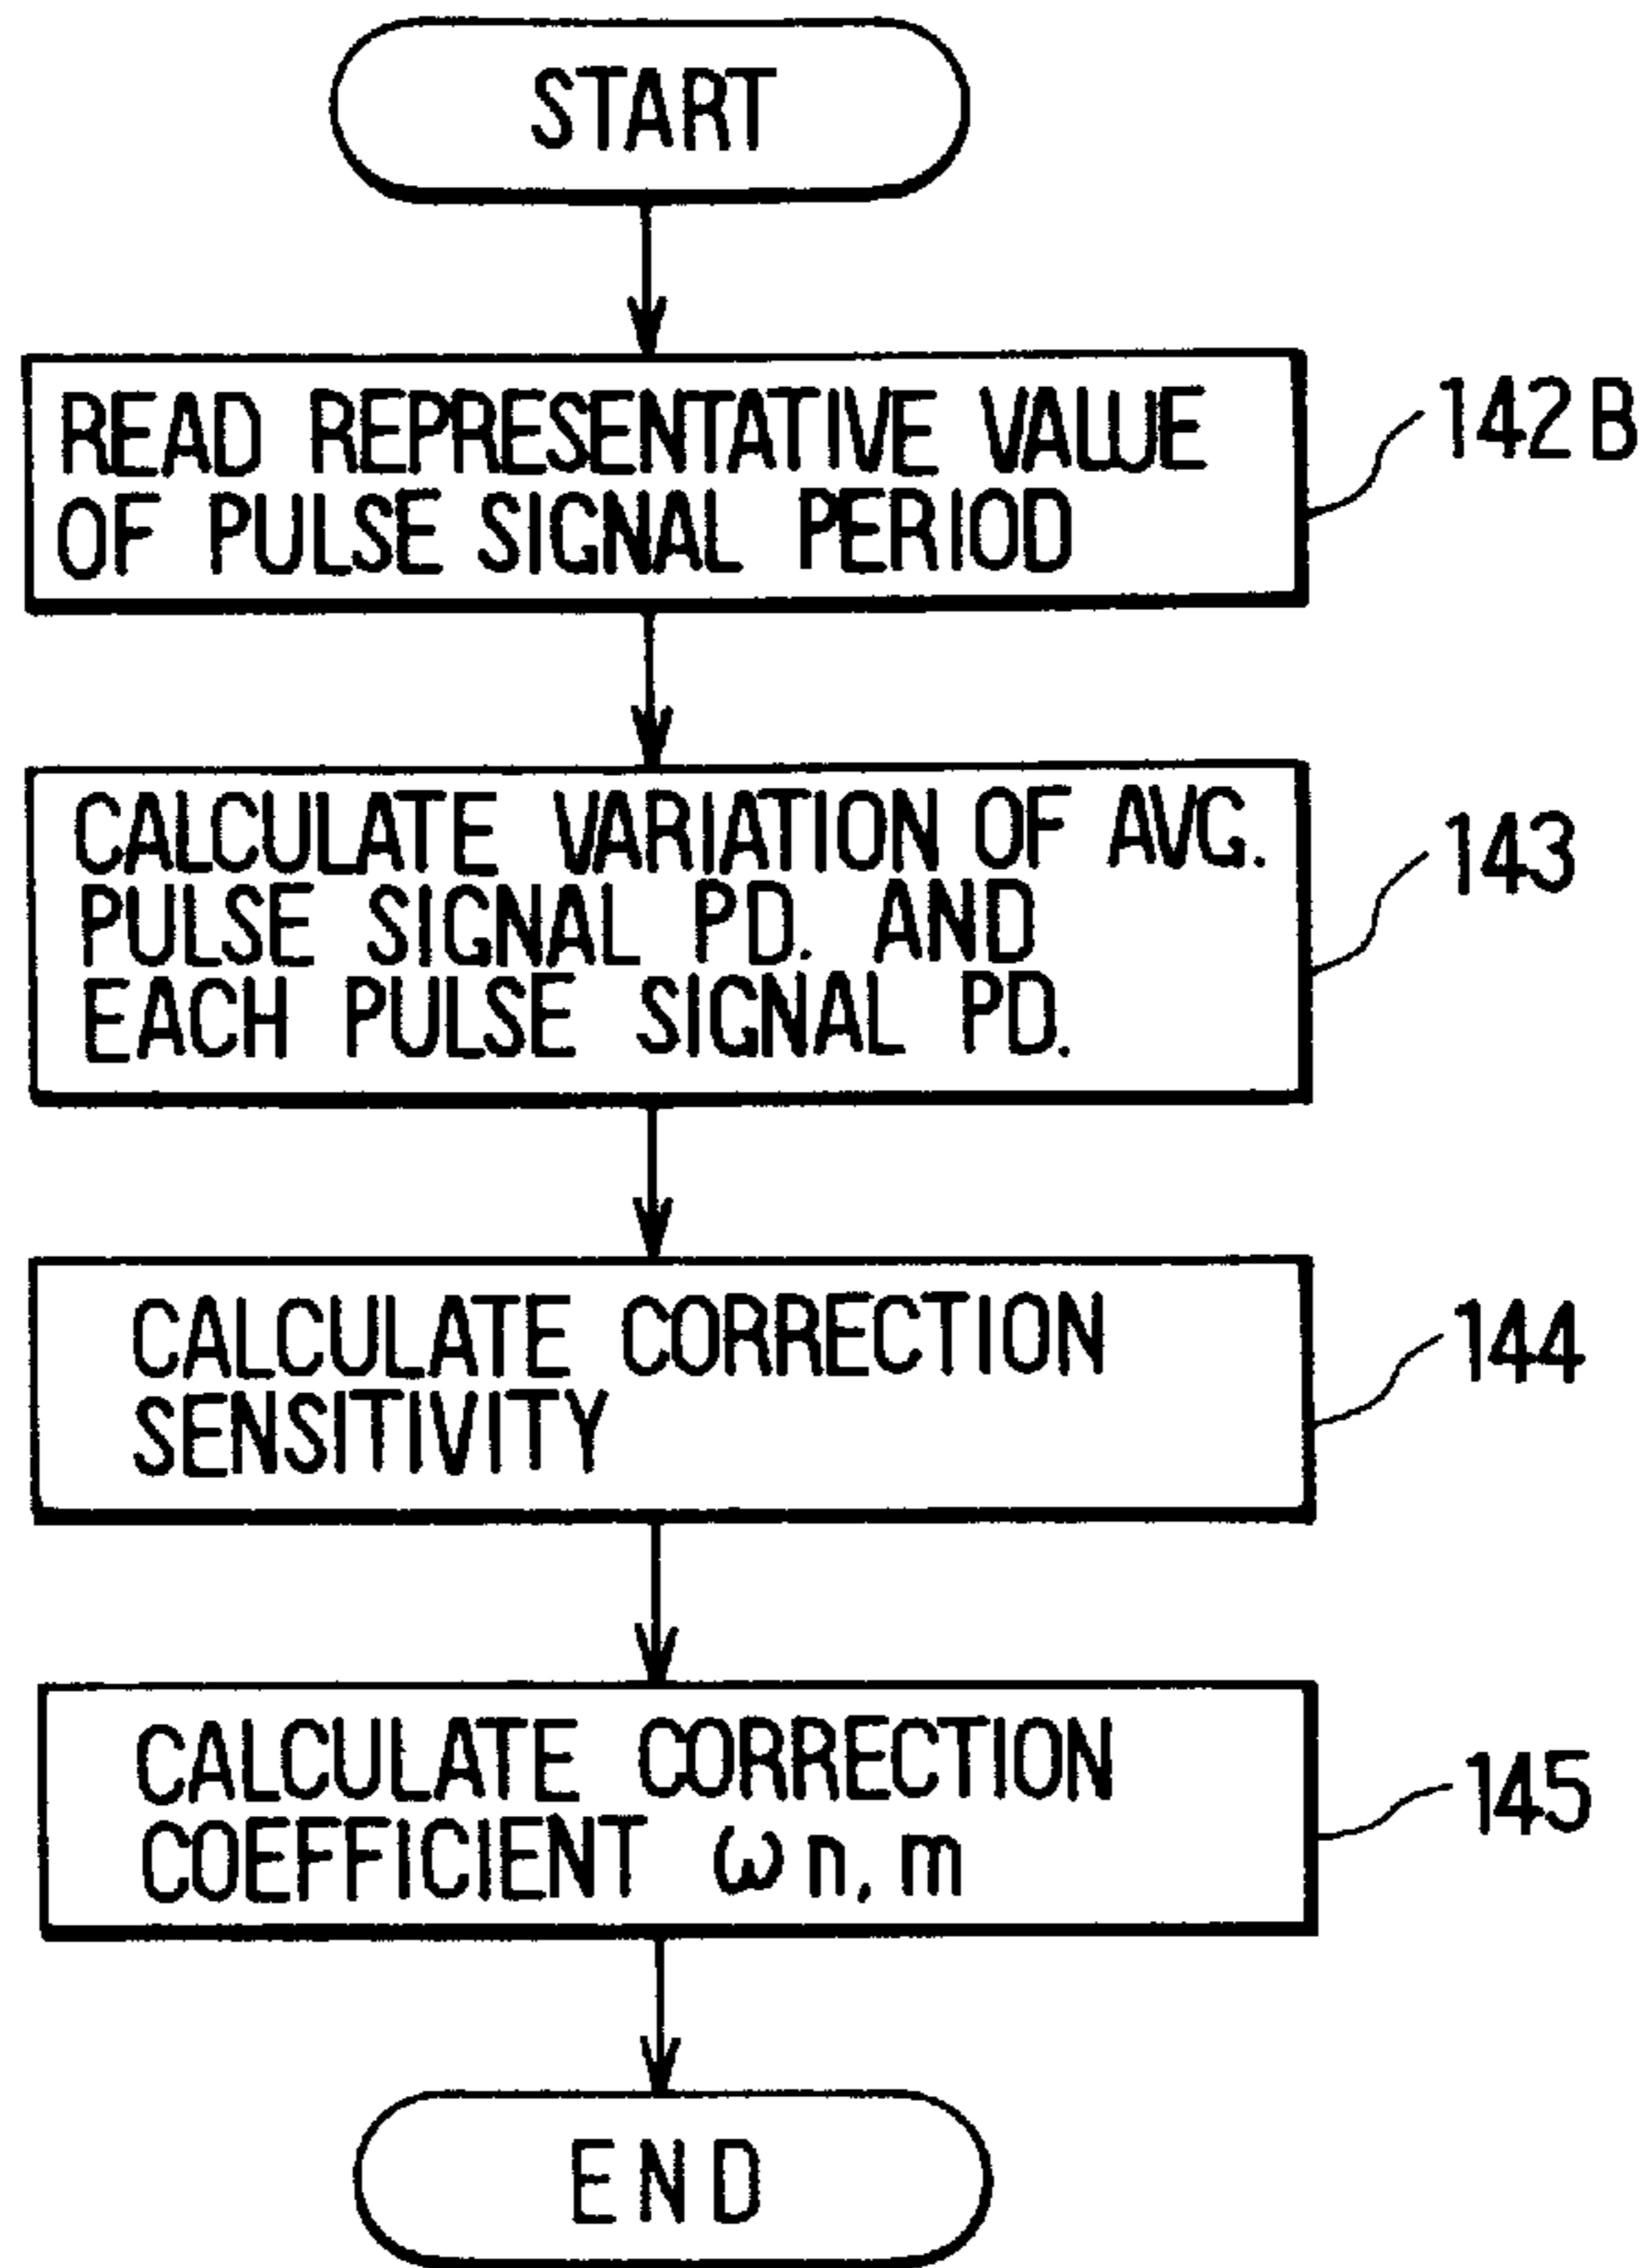 START
READ REPRESENTATIVE VALUE
OF PULSE SIGNAL PERIOD
142B
CALCULATE VARIATION OF AVG.
PULSE SIGNAL PD. AND
EACH PULSE SIGNAL PD.
143
CALCULATE CORRECTION
SENSITIVITY
144
CALCULATE CORRECTION
COEFFICIENT ωn,m
145
END